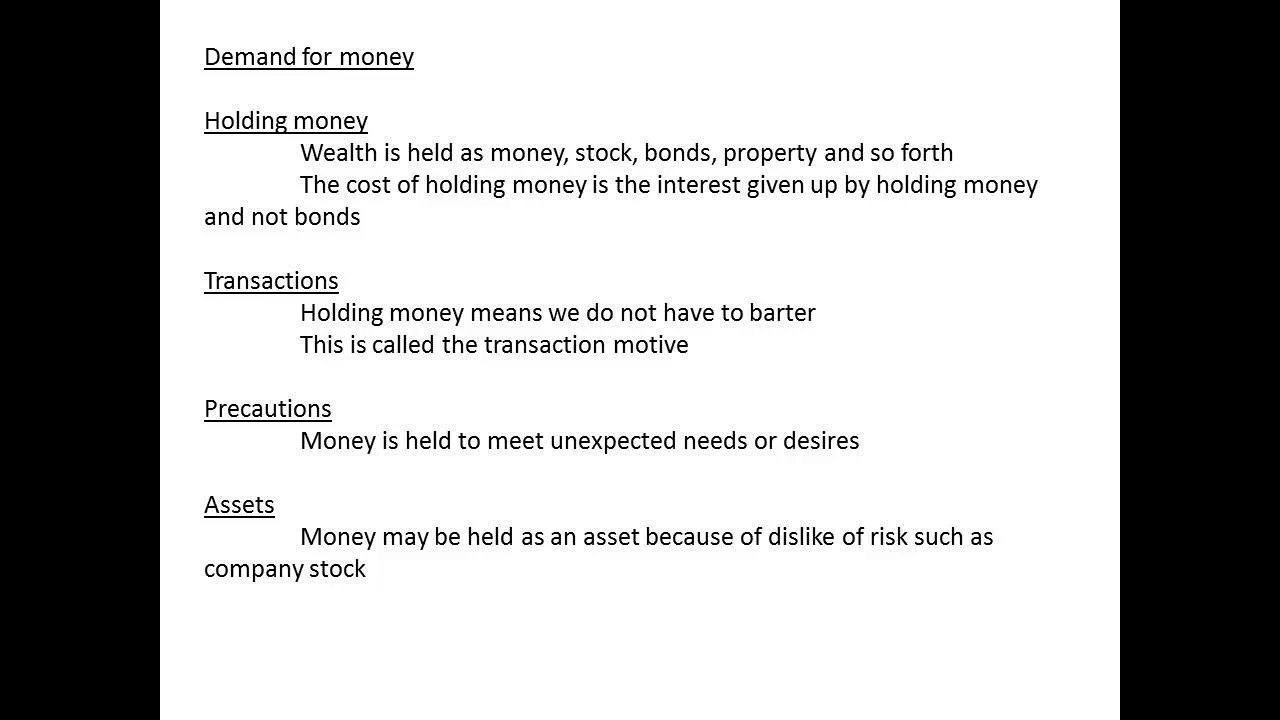 Demand for money
Holding money
Wealth is held as money, stock, bonds, property and so forth
The cost of holding money is the interest given up by holding money
and not bonds
Transactions
Holding money means we do not have to barter
This is called the transaction motive
Precautions
Money is held to meet unexpected needs or desires
Assets
Money may be held as an asset because of dislike of risk such as
company stock